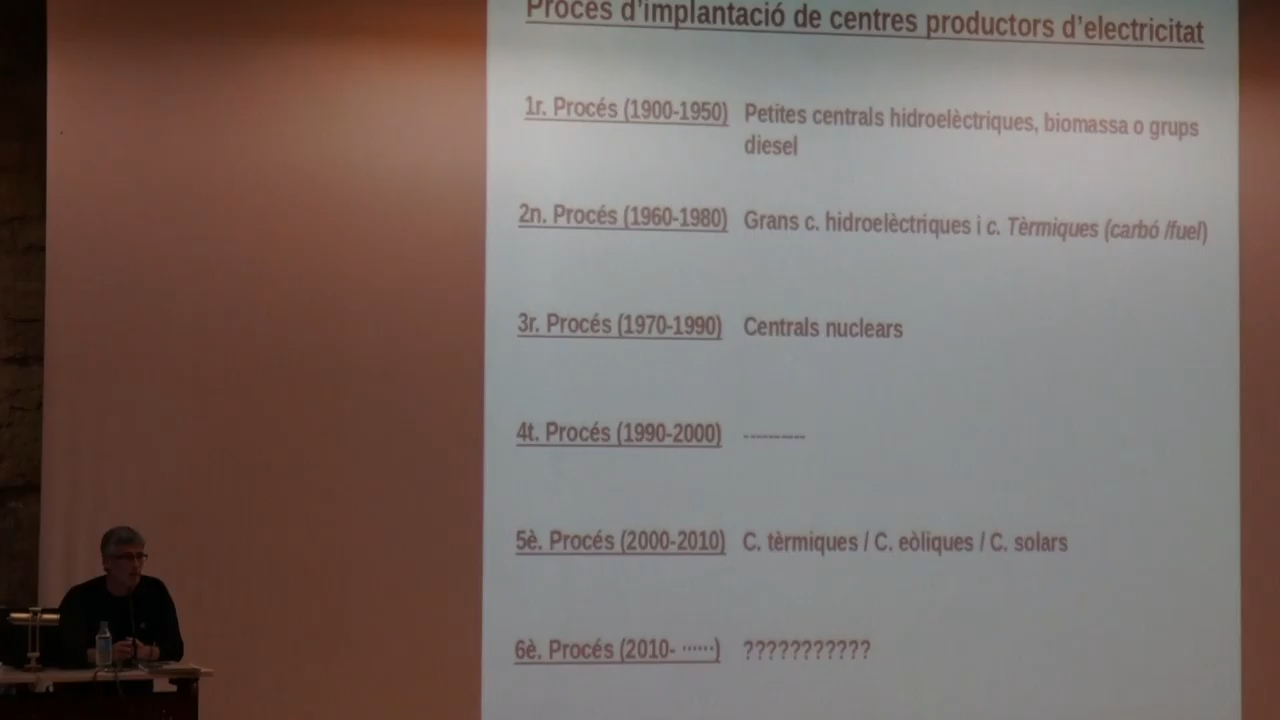 Procés d'implantació de centres productors d'electricitat
1r. Procés (1900-1950) Petites centrals hidroelèctriques, biomassa o grups
diesel
2n. Procés (1960-1980) Grans c. hidroelèctriques i c. Tèrmiques (carbó /fuel)
3r. Procés (1970-1990) Centrals nuclears
4t. Procés (1990-2000) ---------
5è. Procés (2000-2010) C. tèrmiques / C. eòliques / C. solars
6è. Procés (2010- ······) ???????????